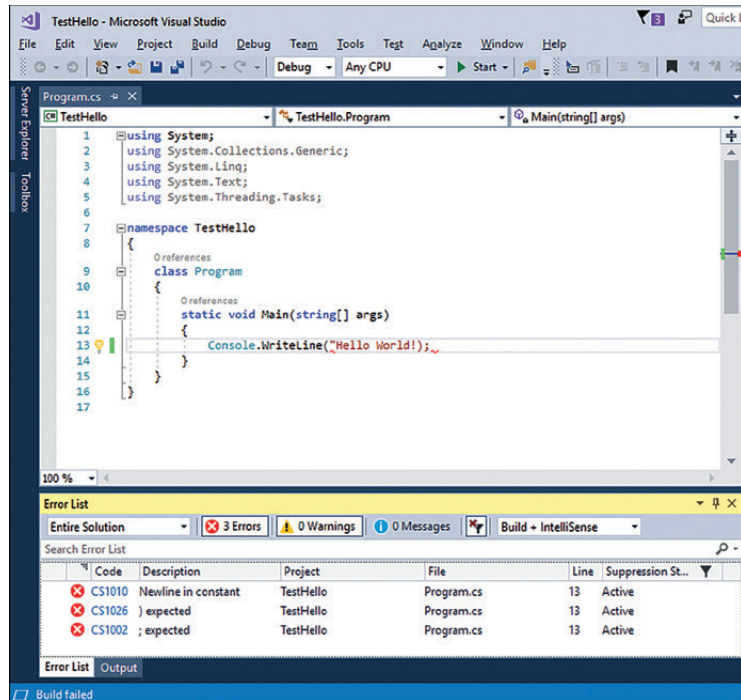 TestHello - Microsoft Visual Studio
3
Quick L
File Edit View Project Build Debug Team Tools Test Analyze Window Help
Debug Any CPU Start
Server Explorer
Toolbox
Program.cs
C# TestHello TestHello.Program Main(string[] args)
1 using System;
2 using System.Collections.Generic;
3 using System.Linq;
4 using System.Text;
5 using System.Threading.Tasks;
6
7 namespace TestHello
8 {
0 references
9 class Program
10 {
0 references
11 static void Main(string[] args)
12 {
13 Console.WriteLine("Hello World!);
14 }
15 }
16 }
17
100 %
Error List
Entire Solution 3 Errors 0 Warnings 0 Messages Build + IntelliSense
Search Error List
Code Description Project File Line Suppression St...
CS1010 Newline in constant TestHello Program.cs 13 Active
CS1026 ) expected TestHello Program.cs 13 Active
CS1002 ; expected TestHello Program.cs 13 Active
Error List Output
Build failed